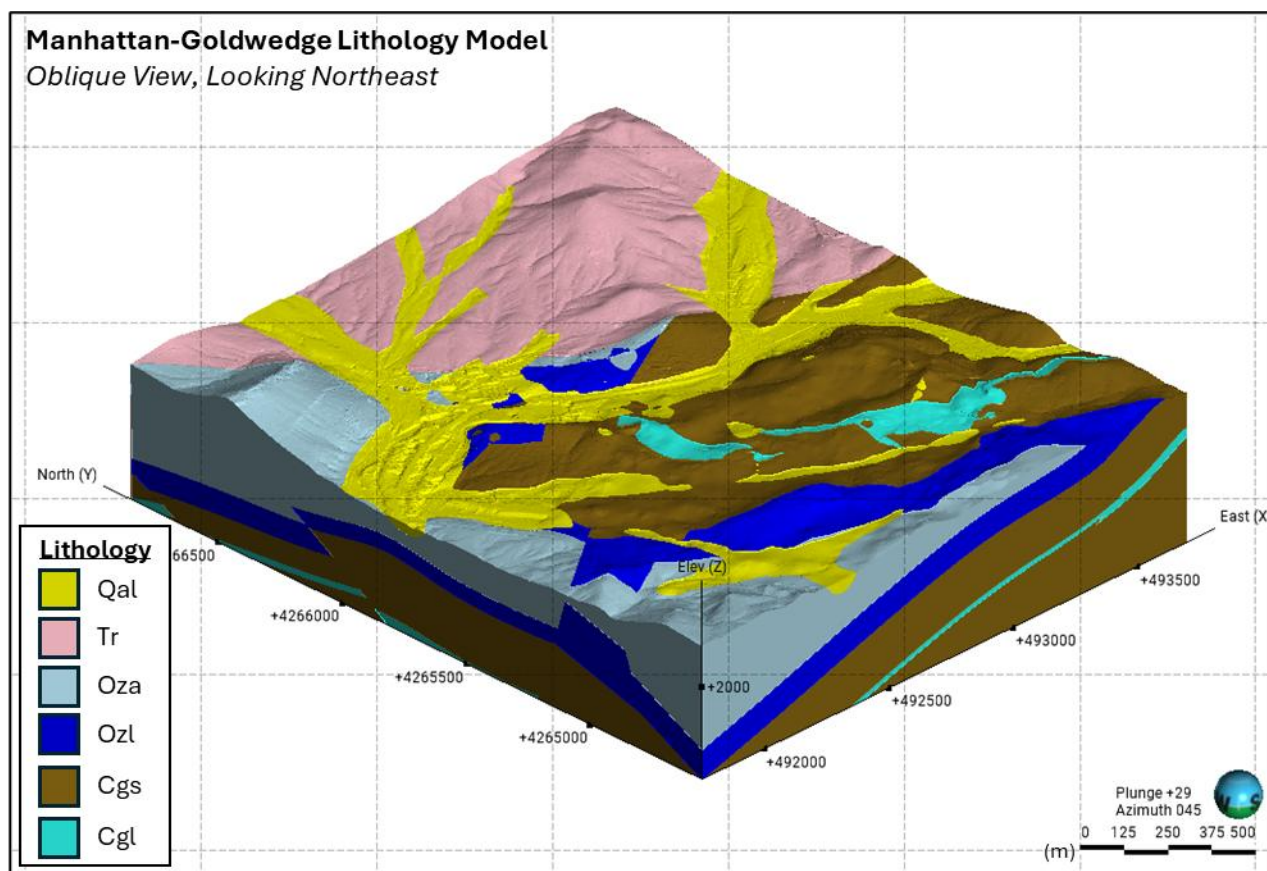 Manhattan-Goldwedge Lithology Model
Oblique View, Looking Northeast
North (Y)
East (X
Elev (Z)
66500
+4266000
+4265500
+4265000
+2000
+492000
+492500
+493000
+493500
Lithology
Qal
Tr
Oza
Ozl
Cgs
Cgl
Plunge +29
Azimuth 045
0 125 250 375 500
(m)